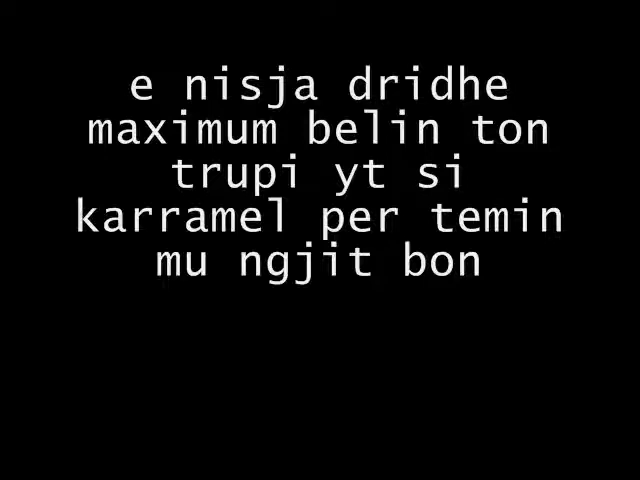 e nisja dridhe
maximum belin ton
trupi yt si
karramel per temin
mu ngjit bon